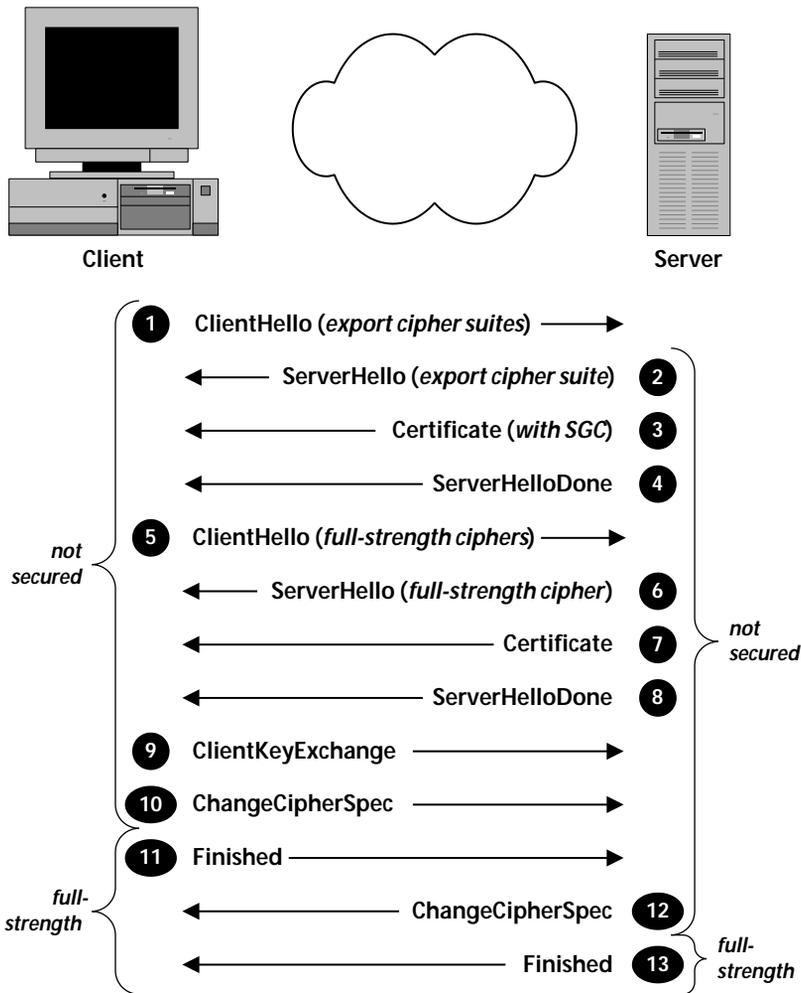 Client
Server
1 ClientHello (export cipher suites)
ServerHello (export cipher suite) 2
Certificate (with SGC) 3
ServerHelloDone 4
5 ClientHello (full-strength ciphers)
not
secured
ServerHello (full-strength cipher) 6
not
secured
Certificate 7
ServerHelloDone 8
9 ClientKeyExchange
10 ChangeCipherSpec
11 Finished
full-
strength
ChangeCipherSpec 12
Finished 13
full-
strength